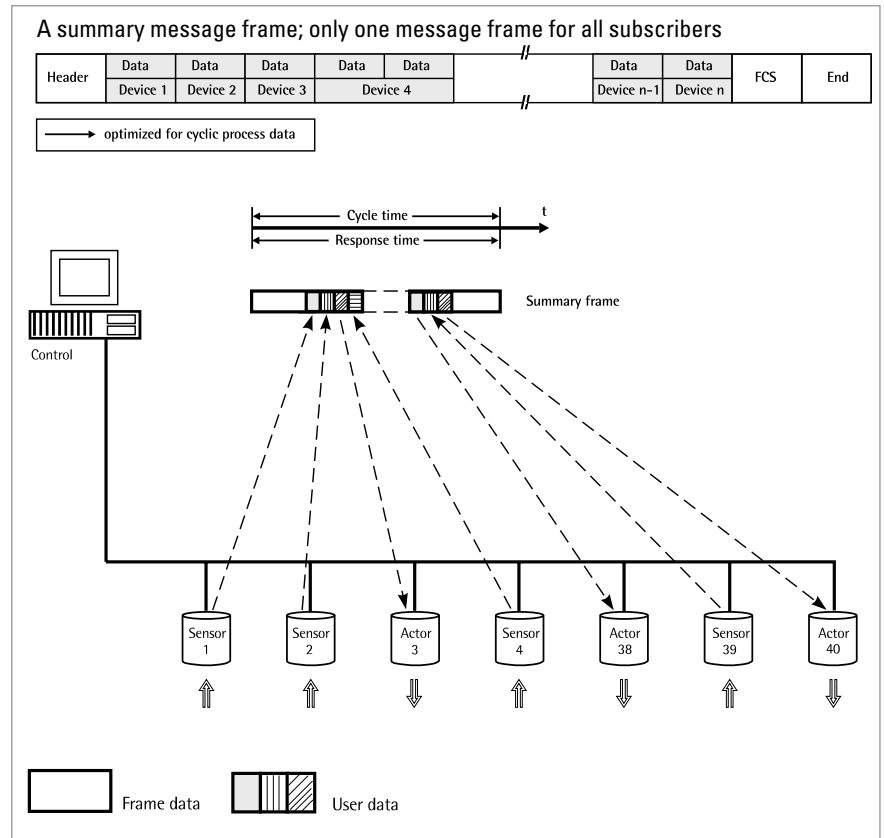 A summary message frame; only one message frame for all subscribers
Header
Data Data Data Data Data Data Data
FCS End
Device 1 Device 2 Device 3 Device 4 Device n-1 Device n
optimized for cyclic process data
Cycle time
t
Response time
Summary frame
Control
Sensor
1
Sensor
2
Actor
3
Sensor
4
Actor
38
Sensor
39
Actor
40
Frame data
User data